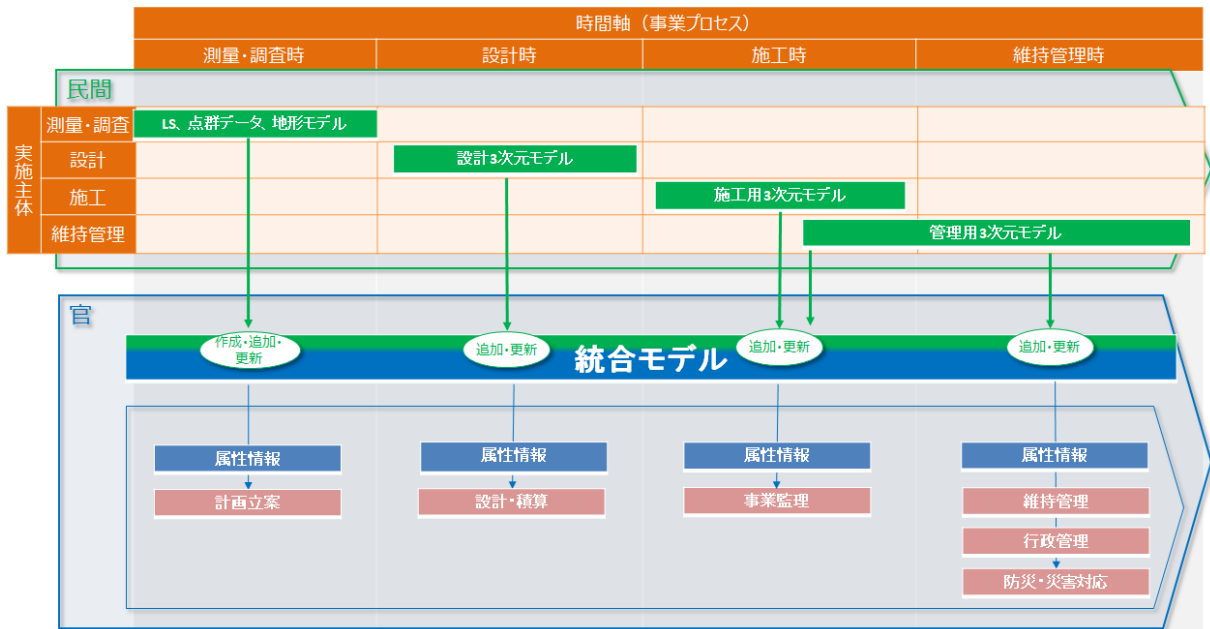 時間軸（事業プロセス）
測量・調査時
設計時
施工時
維持管理時
民間
実施主体
測量・調査
LS、点群データ、地形モデル
設計
設計3次元モデル
施工
施工用3次元モデル
維持管理
管理用3次元モデル
官
作成・追加・
更新
追加・更新
統合モデル
追加・更新
追加・更新
属性情報
属性情報
属性情報
属性情報
計画立案
設計・積算
事業監理
維持管理
行政管理
防災・災害対応